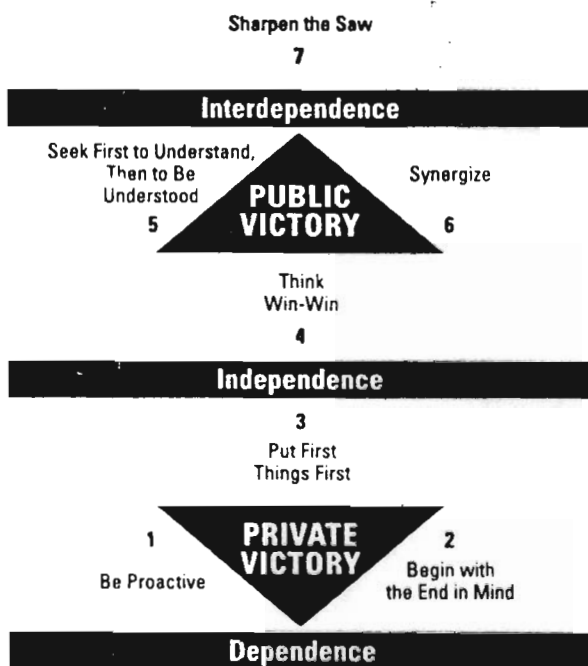 Sharpen the Saw
7
Interdependence
Seek First to Understand,
Then to Be
Understood
5
PUBLIC
VICTORY
Synergize
6
Think
Win-Win
4
Independence
3
Put First
Things First
1
Be Proactive
PRIVATE
VICTORY
2
Begin with
the End in Mind
Dependence